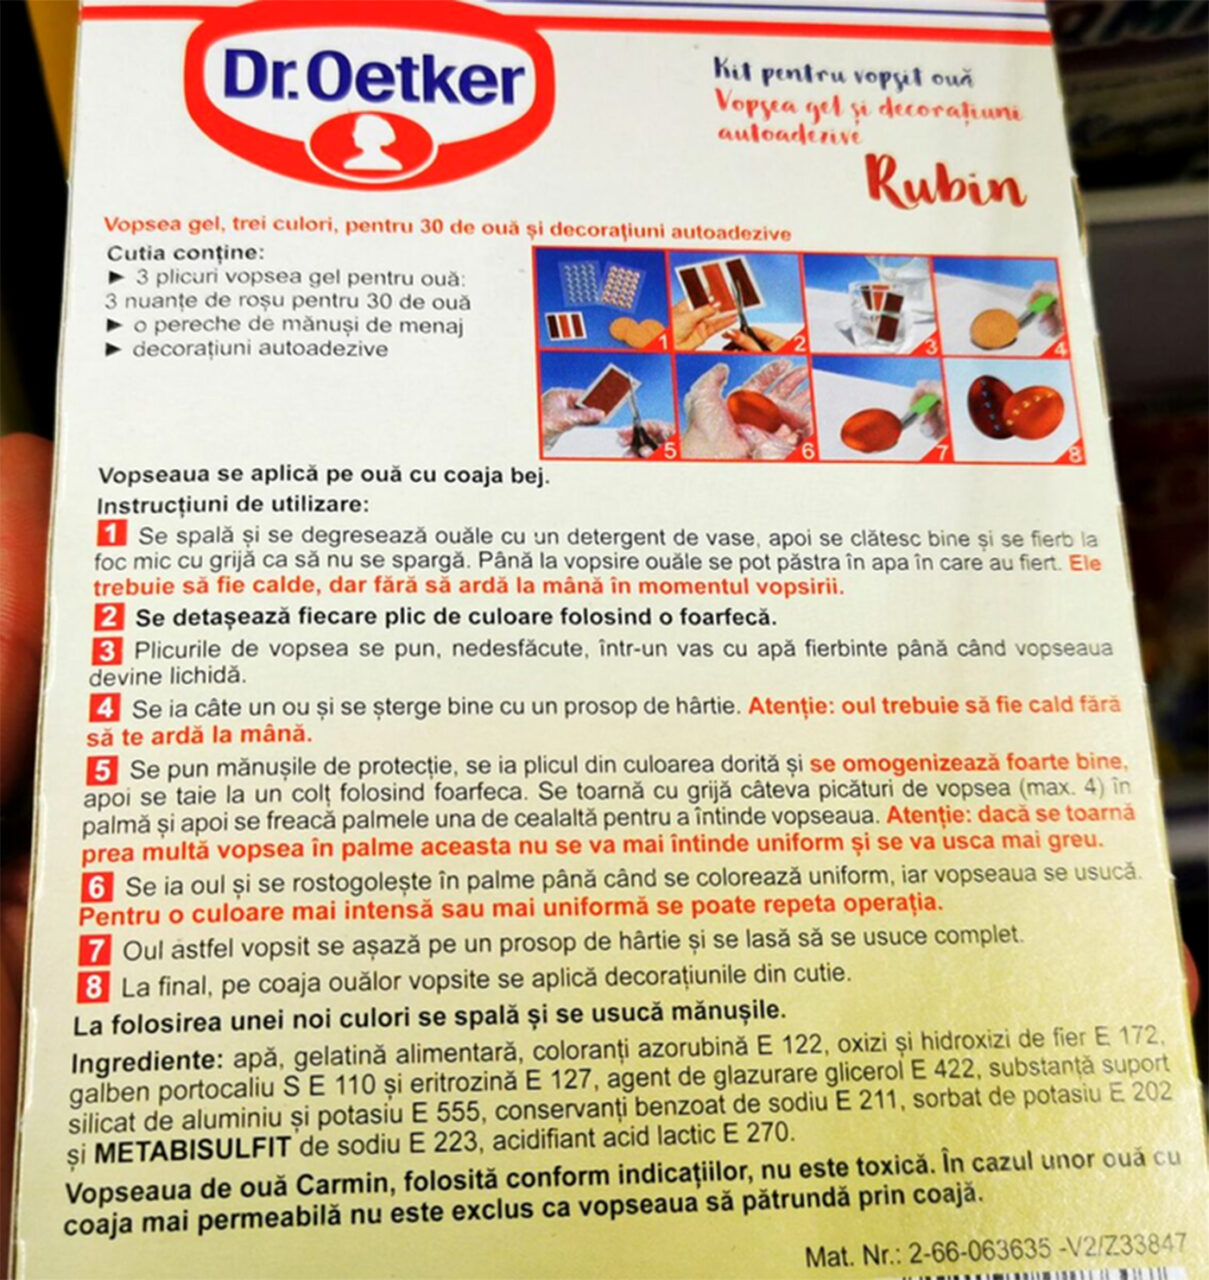 Dr.Oetker
Kit pentru vopsit ouă
Vopsea gel și decorațiuni
autoadezive
Rubin
Vopsea gel, trei culori, pentru 30 de ouă și decorațiuni autoadezive
Cutia conține:
► 3 plicuri vopsea gel pentru ouă:
3 nuanțe de roșu pentru 30 de ouă
► o pereche de mănuși de menaj
► decorațiuni autoadezive
1 2 3 4
5 6 7 8
Vopseaua se aplică pe ouă cu coaja bej.
Instrucțiuni de utilizare:
1 Se spală și se degresează ouăle cu un detergent de vase, apoi se clătesc bine și se fierb la
foc mic cu grijă ca să nu se spargă. Până la vopsire ouăle se pot păstra în apa în care au fiert. Ele
trebuie să fie calde, dar fără să ardă la mână în momentul vopsirii.
2 Se detașează fiecare plic de culoare folosind o foarfecă.
3 Plicurile de vopsea se pun, nedesfăcute, într-un vas cu apă fierbinte până când vopseaua
devine lichidă.
4 Se ia câte un ou și se șterge bine cu un prosop de hârtie. Atenție: oul trebuie să fie cald fără
să te ardă la mână.
5 Se pun mănușile de protecție, se ia plicul din culoarea dorită și se omogenizează foarte bine,
apoi se taie la un colț folosind foarfeca. Se toarnă cu grijă câteva picături de vopsea (max. 4) în
palmă și apoi se freacă palmele una de cealaltă pentru a întinde vopseaua. Atenție: dacă se toarnă
prea multă vopsea în palme aceasta nu se va mai întinde uniform și se va usca mai greu.
6 Se ia oul și se rostogolește în palme până când se colorează uniform, iar vopseaua se usucă.
Pentru o culoare mai intensă sau mai uniformă se poate repeta operația.
7 Oul astfel vopsit se așază pe un prosop de hârtie și se lasă să se usuce complet.
8 La final, pe coaja ouălor vopsite se aplică decorațiunile din cutie.
La folosirea unei noi culori se spală și se usucă mănușile.
Ingrediente: apă, gelatină alimentară, coloranți azorubină E 122, oxizi și hidroxizi de fier E 172,
galben portocaliu S E 110 și eritrozină E 127, agent de glazurare glicerol E 422, substanță suport
silicat de aluminiu și potasiu E 555, conservanți benzoat de sodiu E 211, sorbat de potasiu E 202
și METABISULFIT de sodiu E 223, acidifiant acid lactic E 270.
Vopseaua de ouă Carmin, folosită conform indicațiilor, nu este toxică. În cazul unor ouă cu
coaja mai permeabilă nu este exclus ca vopseaua să pătrundă prin coajă.
Mat. Nr.: 2-66-063635 -V2/Z33847